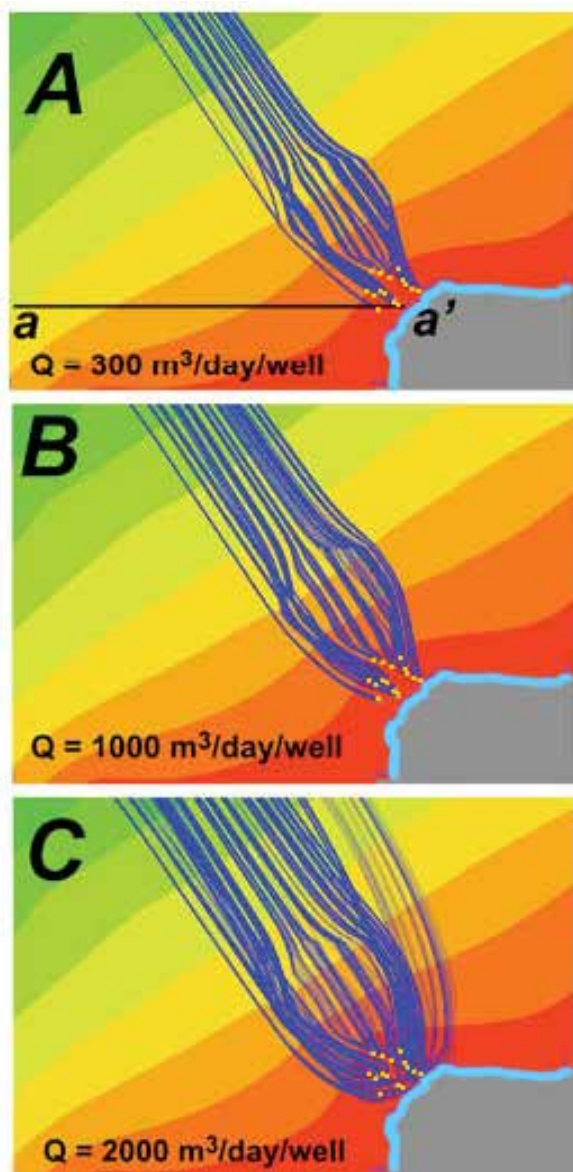 A
a a’
Q = 300 m³/day/well
B
Q = 1000 m³/day/well
C
Q = 2000 m³/day/well